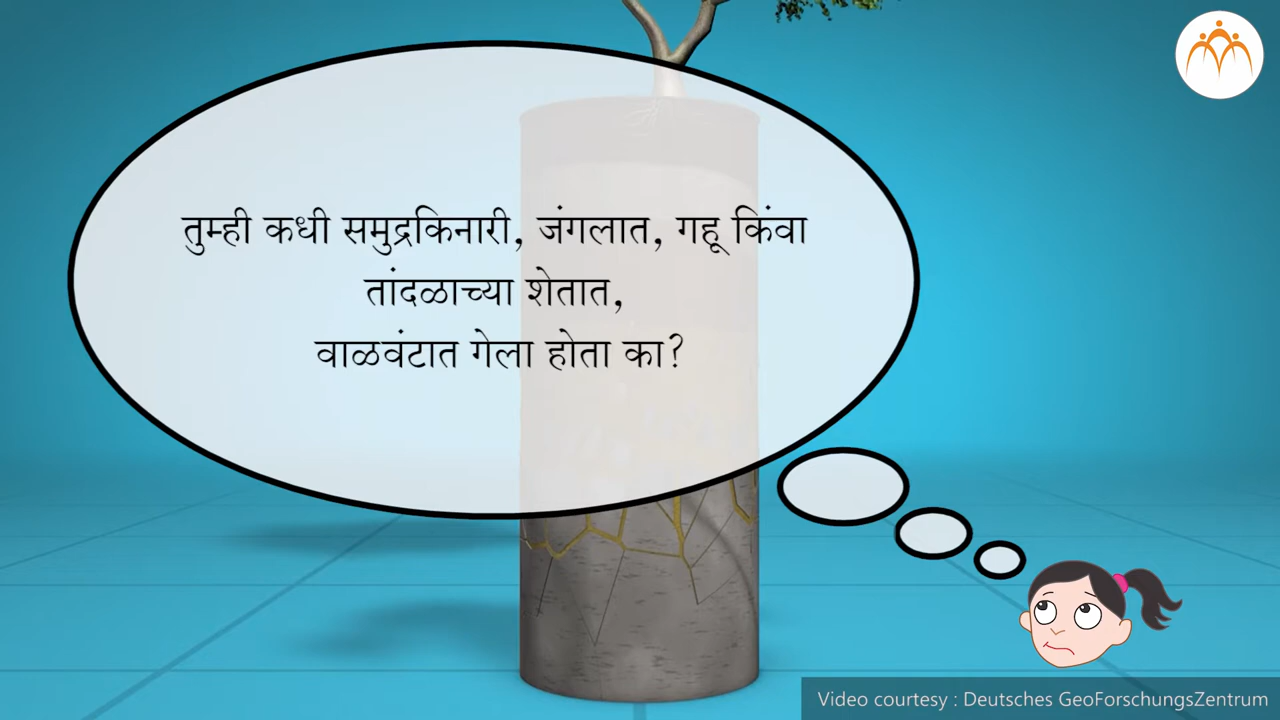 तुम्ही कधी समुद्रकिनारी, जंगलात, गहू किंवा
तांदळाच्या शेतात,
वाळवंटात गेला होता का?
Video courtesy : Deutsches GeoForschungsZentrum